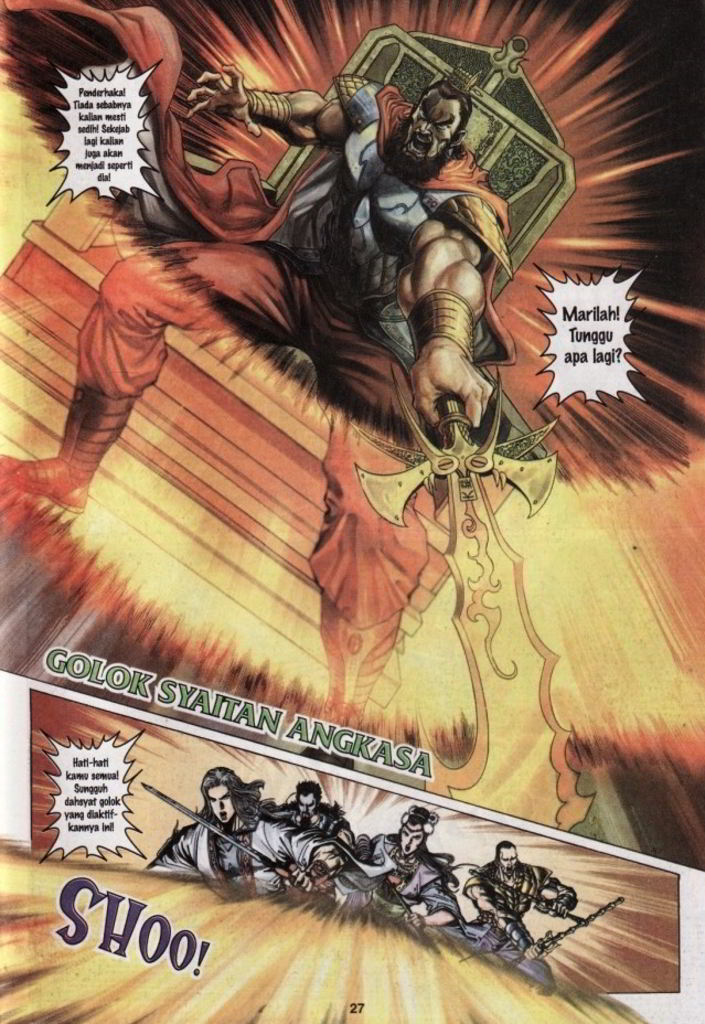 Penderhaka!
Tiada sebabnya
kalian mesti
sedih! Sekejab
lagi kalian
juga akan
menjadi seperti
dia!
Marilah!
Tunggu
apa lagi?
GOLOK SYAITAN ANGKASA
Hati-hati
kamu semua!
Sungguh
dahsyat golok
yang diaktif-
kannya ini!
SHOO!
27